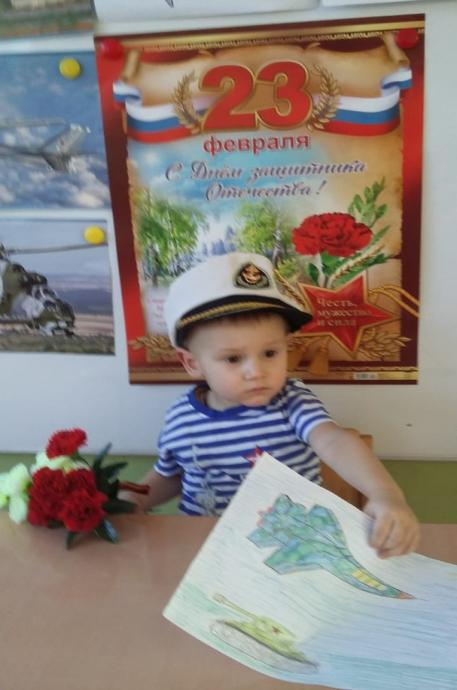 23
февраля
С Днём защитника
Отечества!
Честь,
мужество
и сила